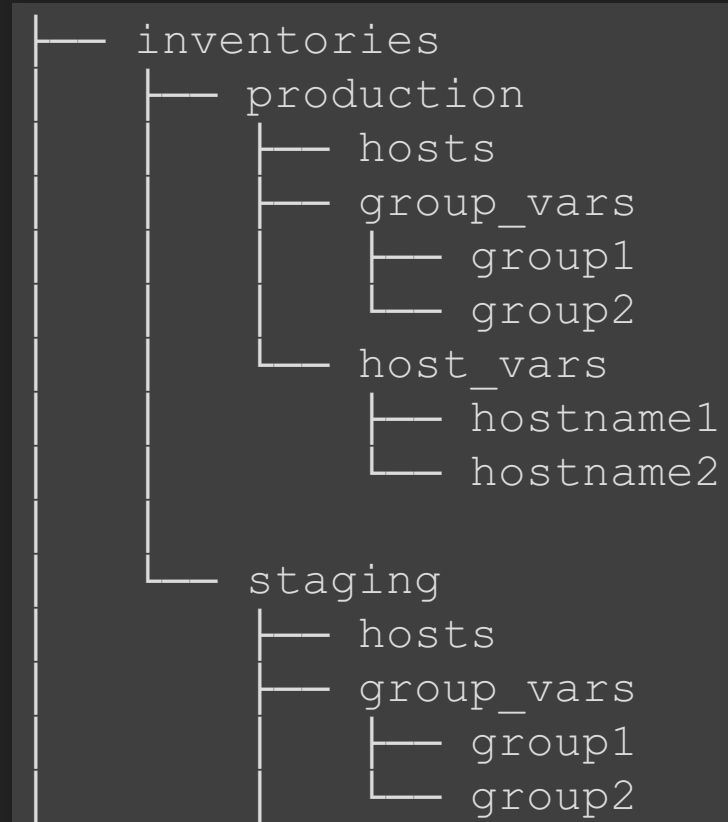 ├── inventories
│   ├── production
│   │   ├── hosts
│   │   ├── group_vars
│   │   │   ├── group1
│   │   │   └── group2
│   │   └── host_vars
│   │       ├── hostname1
│   │       └── hostname2
│   │
│   └── staging
│       ├── hosts
│       ├── group_vars
│       │   ├── group1
│       │   └── group2